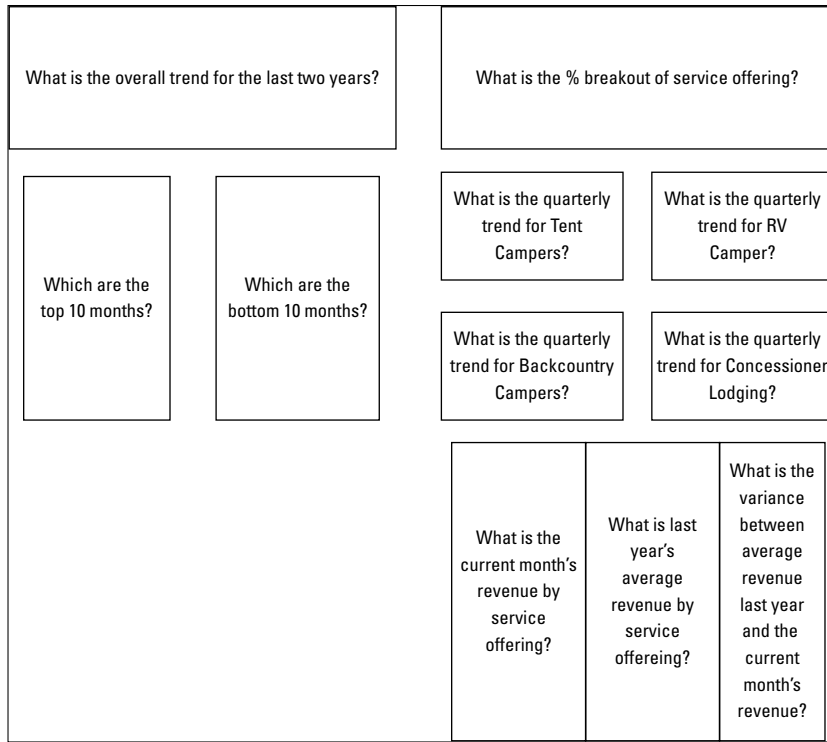 What is the overall trend for the last two years?
What is the % breakout of service offering?
Which are the
top 10 months?
Which are the
bottom 10 months?
What is the quarterly
trend for Tent
Campers?
What is the quarterly
trend for RV
Camper?
What is the quarterly
trend for Backcountry
Campers?
What is the quarterly
trend for Concessioner
Lodging?
What is the
current month's
revenue by
service
offering?
What is last
year's
average
revenue by
service
offereing?
What is the
variance
between
average
revenue
last year
and the
current
month's
revenue?